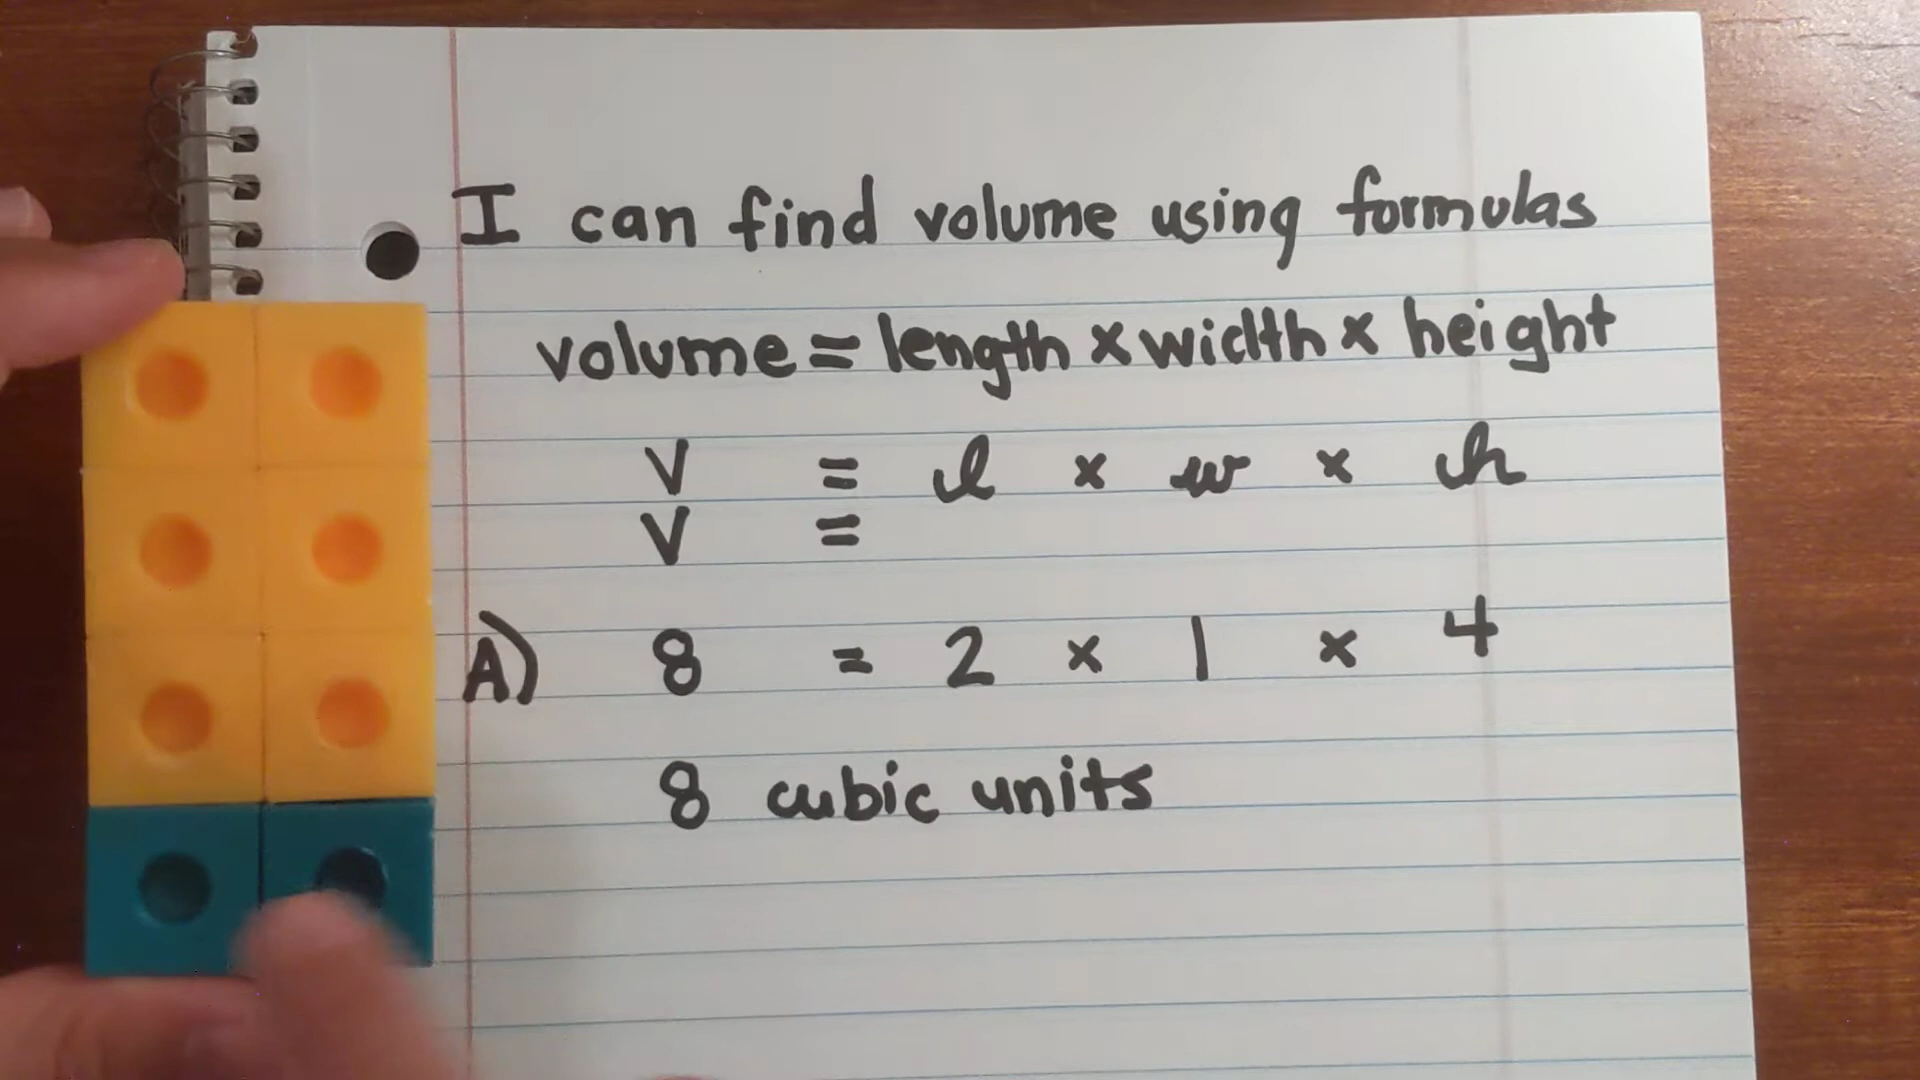 I can find volume using formulas
volume = length x width x height
V = l x w x h
V =
A) 8 = 2 x 1 x 4
8 cubic units